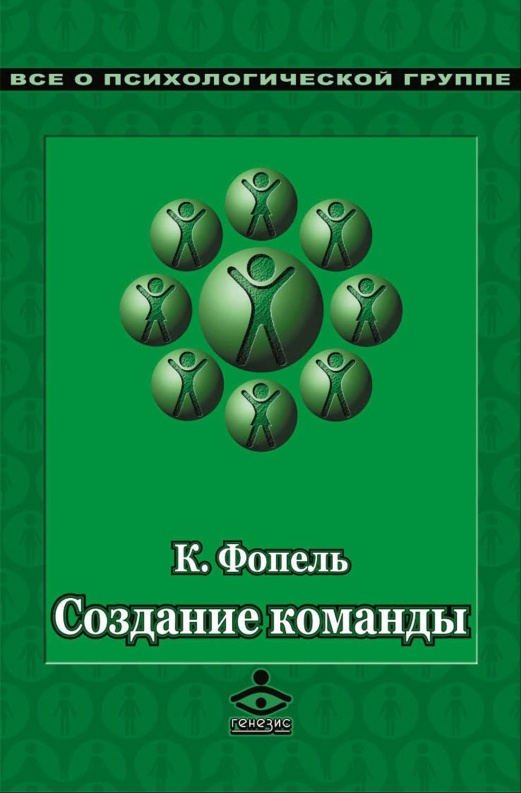 ВСЕ О ПСИХОЛОГИЧЕСКОЙ ГРУППЕ
К. Фопель
Создание команды
генезис